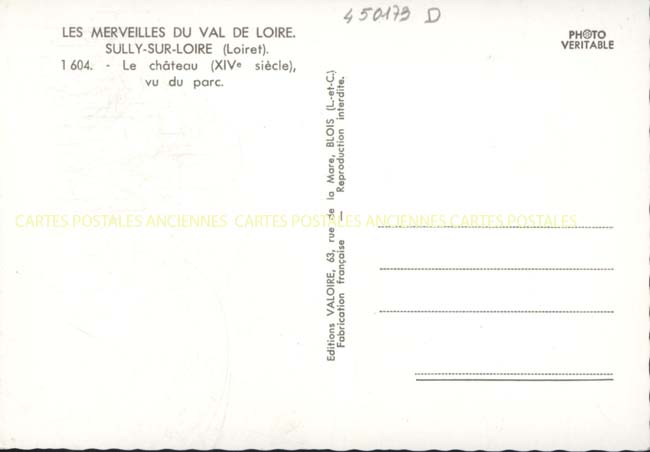 450173 D
LES MERVEILLES DU VAL DE LOIRE.
SULLY-SUR-LOIRE (Loiret).
1 604. - Le château (XIVe siècle),
vu du parc.
PHOTO
VERITABLE
Editions VALOIRE, 63, rue de la Mare, BLOIS (L.-et-C.)
Fabrication française I Reproduction interdite.
CARTES POSTALES ANCIENNES CARTES POSTALES ANCIENNES CARTES POSTALES